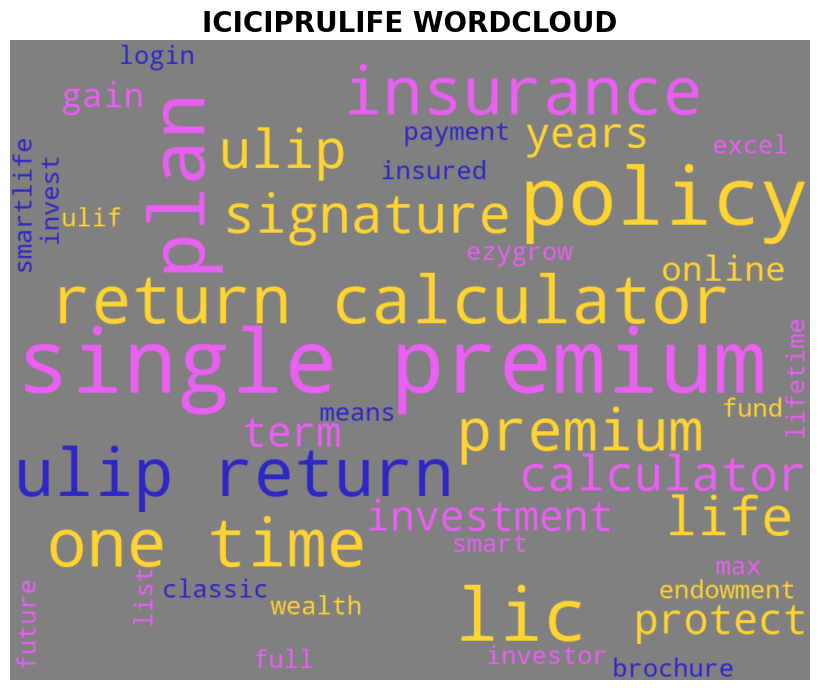 ICICIPRULIFE WORDCLOUD
login
gain
insurance
plan
ulip
payment
years
excel
smartlife
invest
insured
policy
ulif
signature
ezygrow
online
return calculator
single premium
lifetime
means
fund
term
premium
ulip return
calculator
investment
life
one time
smart
max
future
list
classic
wealth
lic
endowment
protect
full
investor
brochure